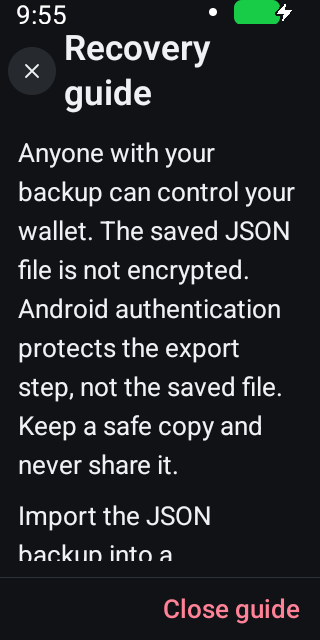 9:55
Recovery
guide
Anyone with your
backup can control your
wallet. The saved JSON
file is not encrypted.
Android authentication
protects the export
step, not the saved file.
Keep a safe copy and
never share it.
Import the JSON
backup into a
Close guide